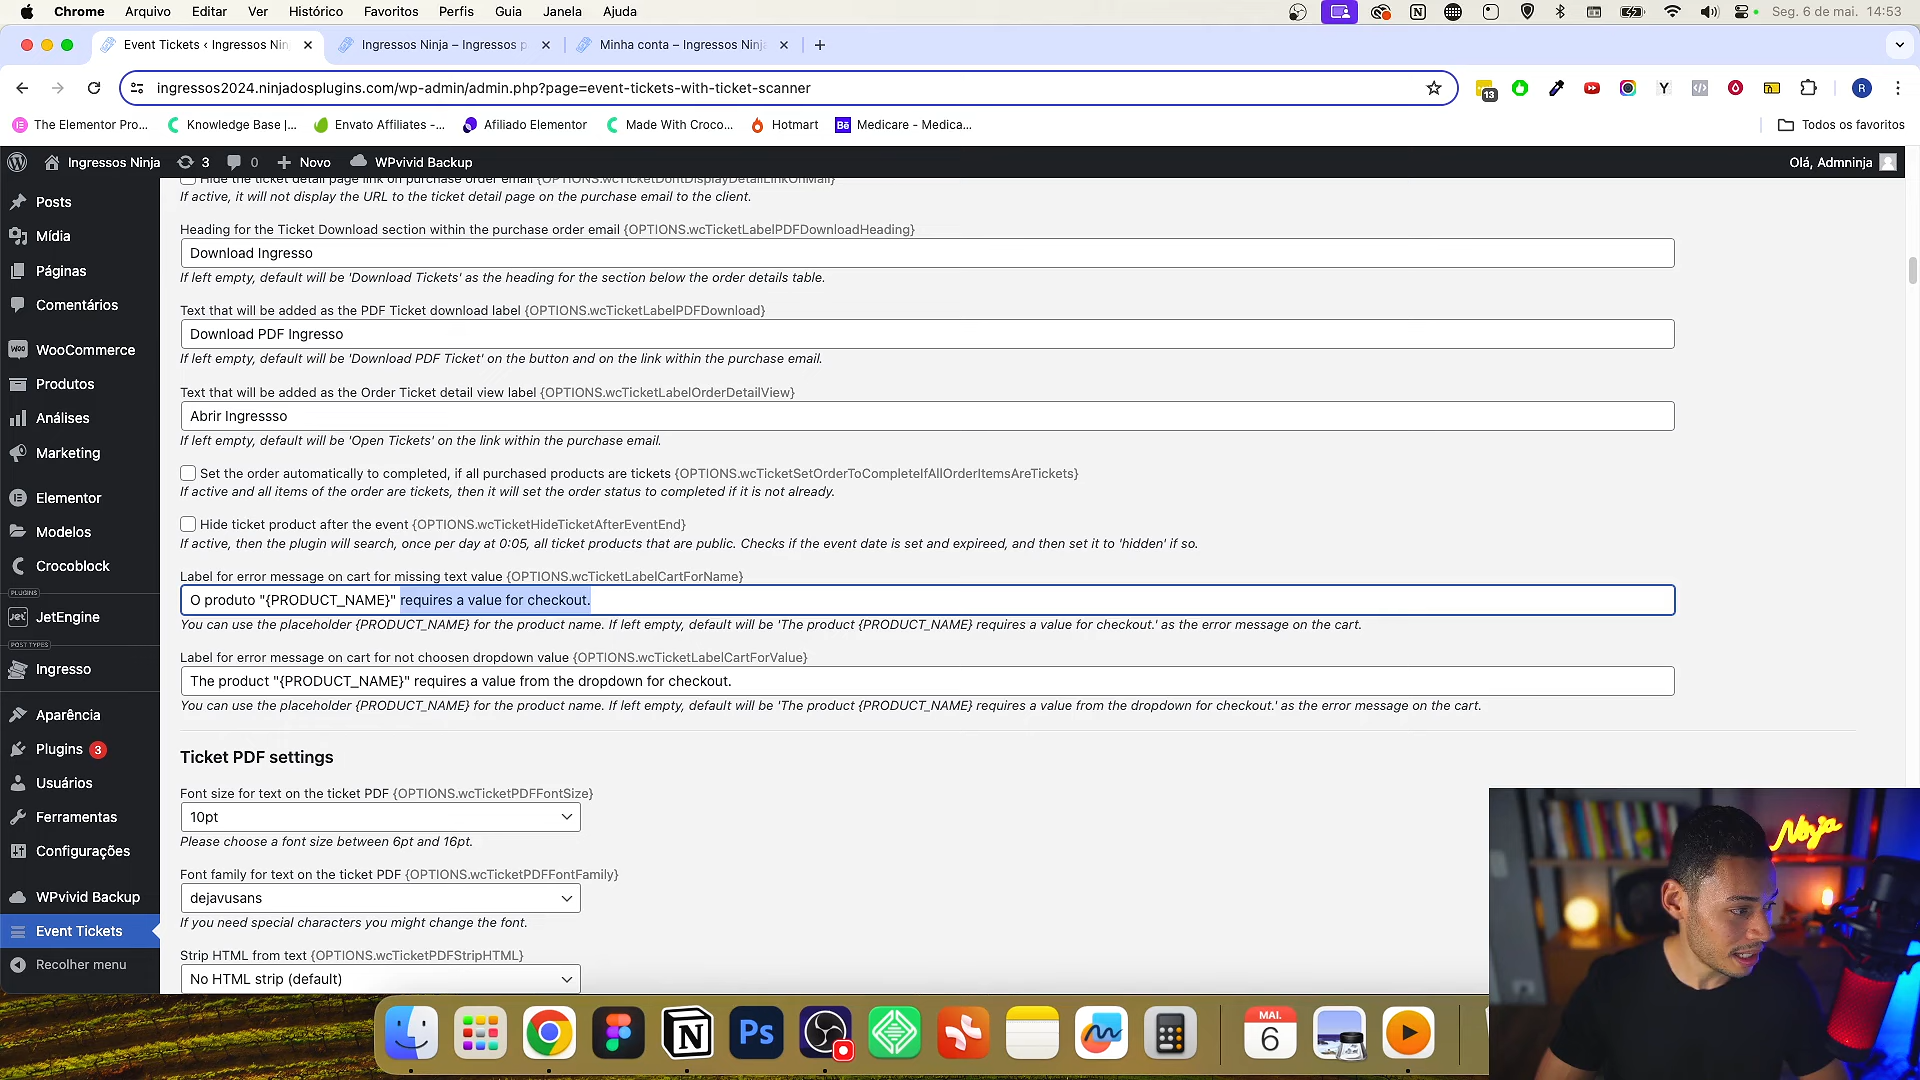 Chrome Arquivo Editar Ver Histórico Favoritos Perfis Guia Janela Ajuda Seg. 6 de mai. 14:53
Event Tickets ‹ Ingressos Nin Ingressos Ninja – Ingressos p Minha conta – Ingressos Ninja
ingressos2024.ninjadosplugins.com/wp-admin/admin.php?page=event-tickets-with-ticket-scanner
13
Y
R
The Elementor Pro... Knowledge Base |... Envato Affiliates -... Afiliado Elementor Made With Croco... Hotmart Medicare - Medica... Todos os favoritos
Ingressos Ninja 3 0 Novo WPvivid Backup Olá, Admninja
Posts
Mídia
Páginas
Comentários
WooCommerce
Produtos
Análises
Marketing
Elementor
Modelos
Crocoblock
PLUGINS
JetEngine
POST TYPES
Ingresso
Aparência
Plugins 3
Usuários
Ferramentas
Configurações
WPvivid Backup
Event Tickets
Recolher menu
Hide the ticket detail page link on purchase order email {OPTIONS.wcTicketDontDisplayDetailLinkOnMail}
If active, it will not display the URL to the ticket detail page on the purchase email to the client.
Heading for the Ticket Download section within the purchase order email {OPTIONS.wcTicketLabelPDFDownloadHeading}
Download Ingresso
If left empty, default will be 'Download Tickets' as the heading for the section below the order details table.
Text that will be added as the PDF Ticket download label {OPTIONS.wcTicketLabelPDFDownload}
Download PDF Ingresso
If left empty, default will be 'Download PDF Ticket' on the button and on the link within the purchase email.
Text that will be added as the Order Ticket detail view label {OPTIONS.wcTicketLabelOrderDetailView}
Abrir Ingressso
If left empty, default will be 'Open Tickets' on the link within the purchase email.
Set the order automatically to completed, if all purchased products are tickets {OPTIONS.wcTicketSetOrderToCompleteIfAllOrderItemsAreTickets}
If active and all items of the order are tickets, then it will set the order status to completed if it is not already.
Hide ticket product after the event {OPTIONS.wcTicketHideTicketAfterEventEnd}
If active, then the plugin will search, once per day at 0:05, all ticket products that are public. Checks if the event date is set and expireed, and then set it to 'hidden' if so.
Label for error message on cart for missing text value {OPTIONS.wcTicketLabelCartForName}
O produto "{PRODUCT_NAME}" requires a value for checkout.
You can use the placeholder {PRODUCT_NAME} for the product name. If left empty, default will be 'The product {PRODUCT_NAME} requires a value for checkout.' as the error message on the cart.
Label for error message on cart for not choosen dropdown value {OPTIONS.wcTicketLabelCartForValue}
The product "{PRODUCT_NAME}" requires a value from the dropdown for checkout.
You can use the placeholder {PRODUCT_NAME} for the product name. If left empty, default will be 'The product {PRODUCT_NAME} requires a value from the dropdown for checkout.' as the error message on the cart.
Ticket PDF settings
Font size for text on the ticket PDF {OPTIONS.wcTicketPDFFontSize}
10pt
Please choose a font size between 6pt and 16pt.
Font family for text on the ticket PDF {OPTIONS.wcTicketPDFFontFamily}
dejavusans
If you need special characters you might change the font.
Strip HTML from text {OPTIONS.wcTicketPDFStripHTML}
No HTML strip (default)
Ninja
Ps
MAI.
6